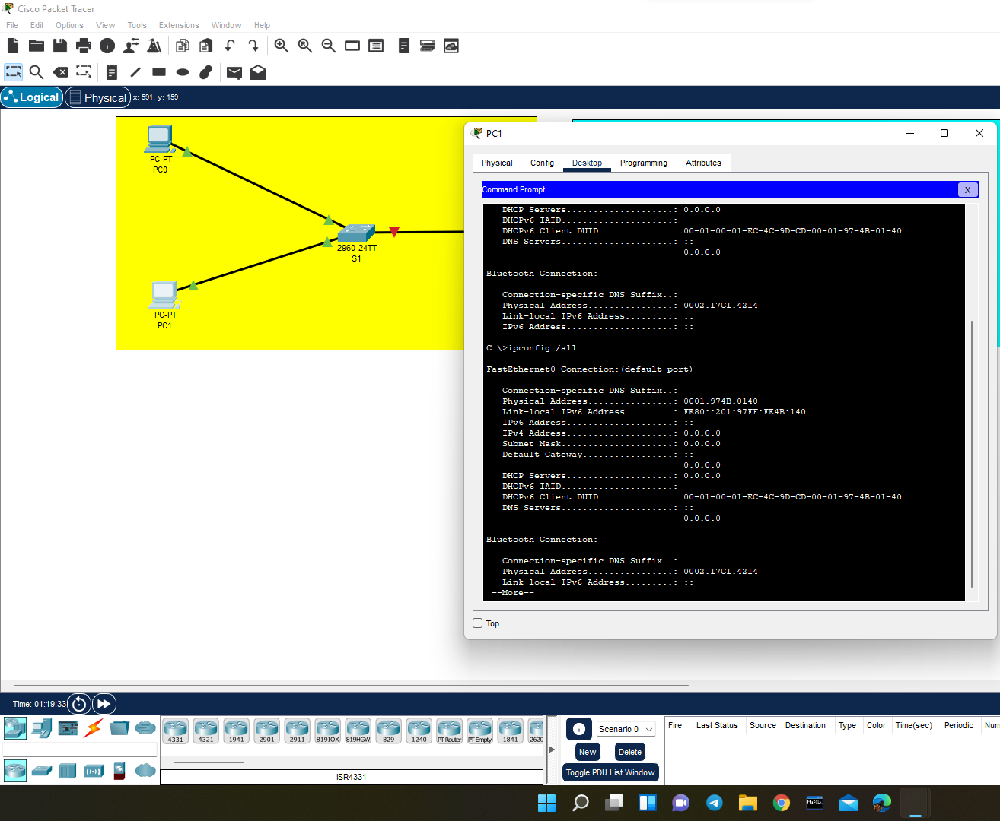 Cisco Packet Tracer
File Edit Options View Tools Extensions Window Help
Logical Physical x: 591, y: 159
PC-PT
PC0
2960-24TT
S1
PC-PT
PC1
PC1
Physical Config Desktop Programming Attributes
Command Prompt X
DHCP Servers....................: 0.0.0.0
DHCPv6 IAID.....................:
DHCPv6 Client DUID..............: 00-01-00-01-EC-4C-9D-CD-00-01-97-4B-01-40
DNS Servers.....................: ::
0.0.0.0
Bluetooth Connection:
Connection-specific DNS Suffix..:
Physical Address................: 0002.17C1.4214
Link-local IPv6 Address.........: ::
IPv6 Address....................: ::
C:\>ipconfig /all
FastEthernet0 Connection:(default port)
Connection-specific DNS Suffix..:
Physical Address................: 0001.974B.0140
Link-local IPv6 Address.........: FE80::201:97FF:FE4B:140
IPv6 Address....................: ::
IPv4 Address....................: 0.0.0.0
Subnet Mask.....................: 0.0.0.0
Default Gateway.................: ::
0.0.0.0
DHCP Servers....................: 0.0.0.0
DHCPv6 IAID.....................:
DHCPv6 Client DUID..............: 00-01-00-01-EC-4C-9D-CD-00-01-97-4B-01-40
DNS Servers.....................: ::
0.0.0.0
Bluetooth Connection:
Connection-specific DNS Suffix..:
Physical Address................: 0002.17C1.4214
Link-local IPv6 Address.........: ::
--More--
Top
Time: 01:19:33
4331 4321 1941 2901 2911 819IOX 819HGW 829 1240 PT-Router PT-Empty 1841 2620
ISR4331
Scenario 0
New Delete
Toggle PDU List Window
Fire Last Status Source Destination Type Color Time(sec) Periodic Num
MySQL